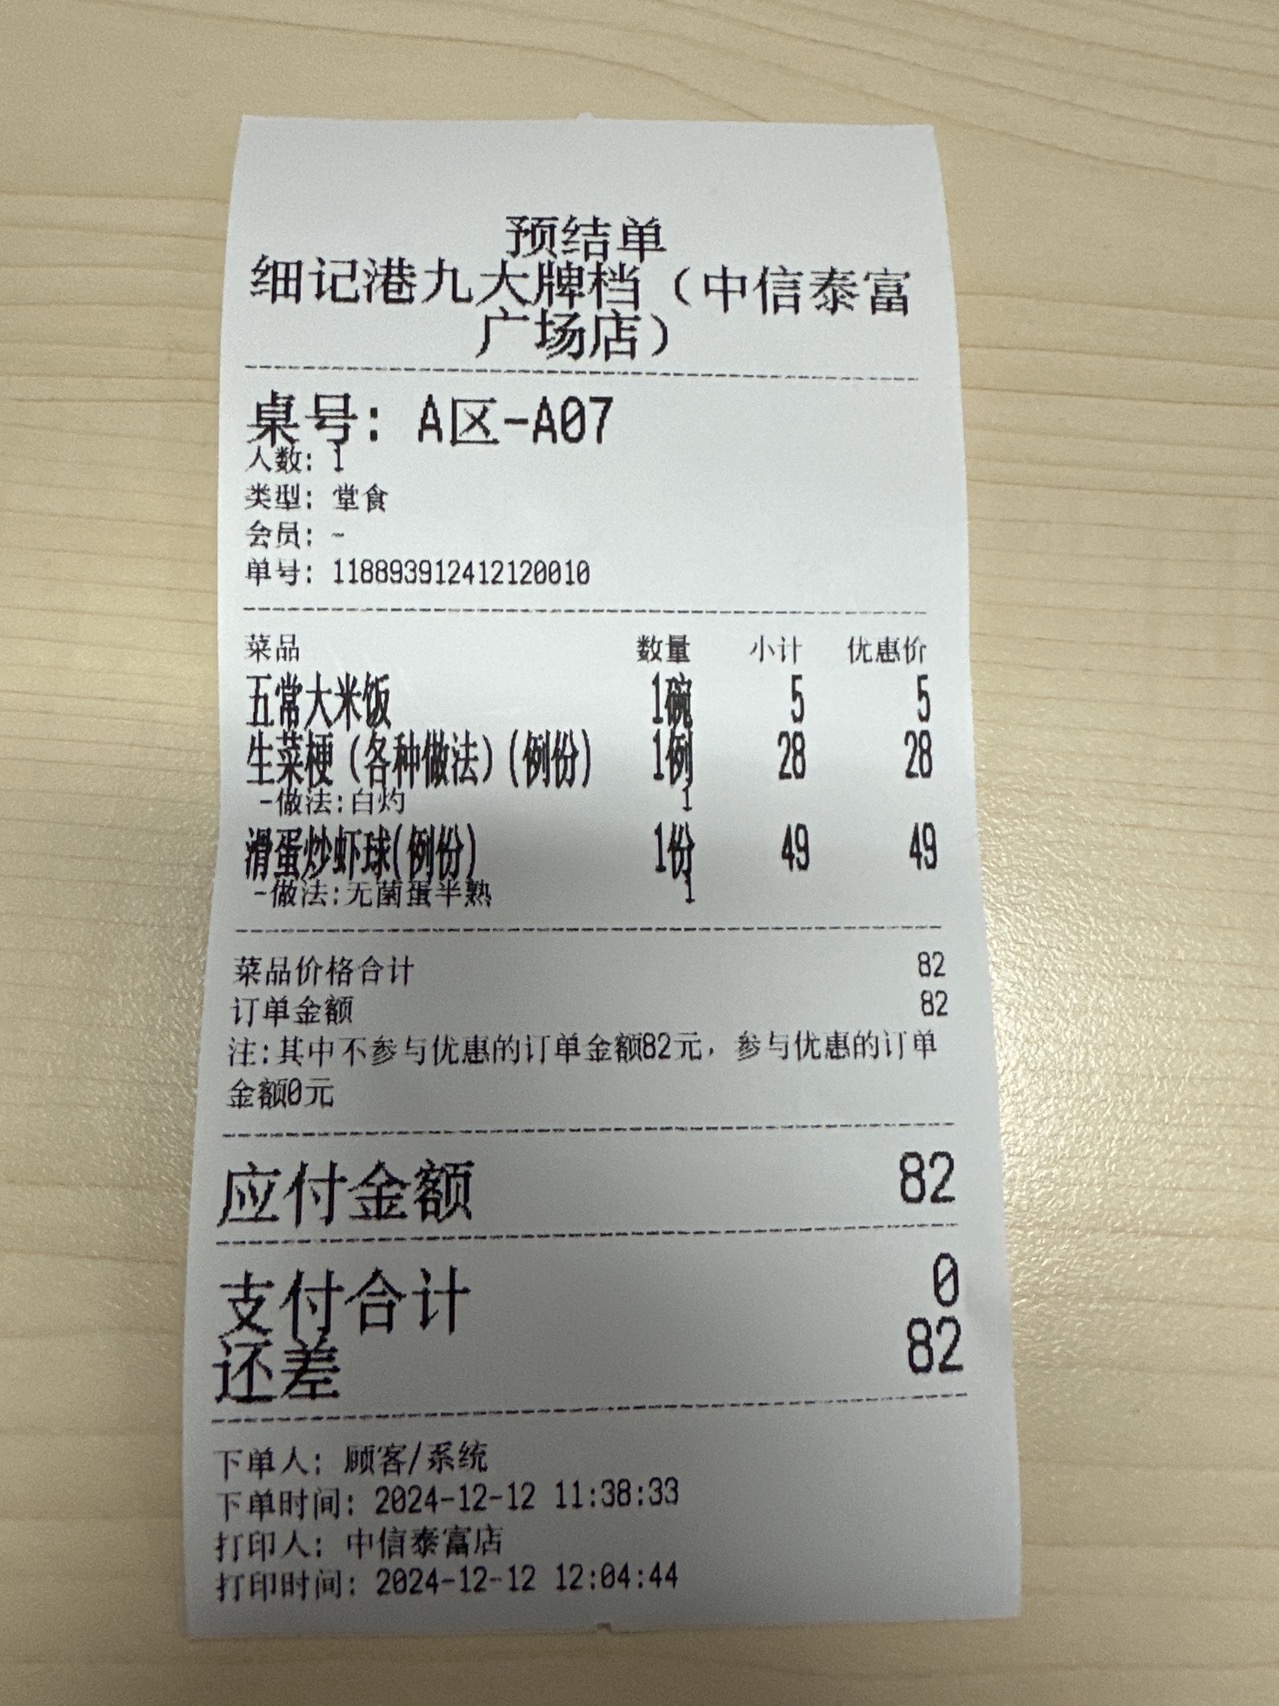 预结单
细记港九大牌档（中信泰富
广场店）
桌号: A区-A07
人数: 1
类型: 堂食
会员: -
单号: 118893912412120010
菜品 数量 小计 优惠价
五常大米饭 1碗 5 5
生菜梗（各种做法）(例份) 1例 28 28
-做法:白灼 1
滑蛋炒虾球(例份) 1份 49 49
-做法:无菌蛋半熟 1
菜品价格合计 82
订单金额 82
注:其中不参与优惠的订单金额82元，参与优惠的订单
金额0元
应付金额 82
支付合计 0
还差 82
下单人: 顾客/系统
下单时间: 2024-12-12 11:38:33
打印人: 中信泰富店
打印时间: 2024-12-12 12:04:44